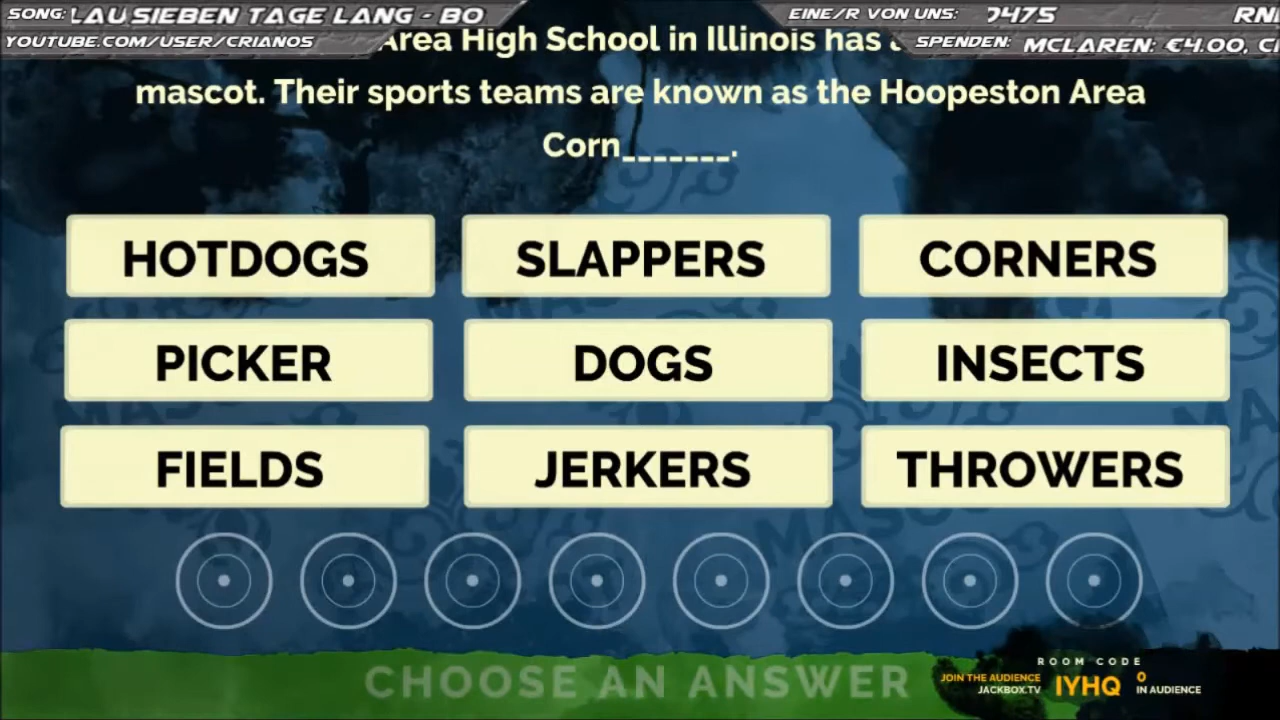 SONG: LAU SIEBEN TAGE LANG - BO
EINE/R VON UNS: 0475 RN
YOUTUBE.COM/USER/CRIANOS
SPENDEN: MCLAREN: €4.00, C
Area High School in Illinois has
mascot. Their sports teams are known as the Hoopeston Area
Corn_______.
HOTDOGS SLAPPERS CORNERS
PICKER DOGS INSECTS
FIELDS JERKERS THROWERS
CHOOSE AN ANSWER
ROOM CODE
JOIN THE AUDIENCE
JACKBOX.TV
IYHQ
0
IN AUDIENCE